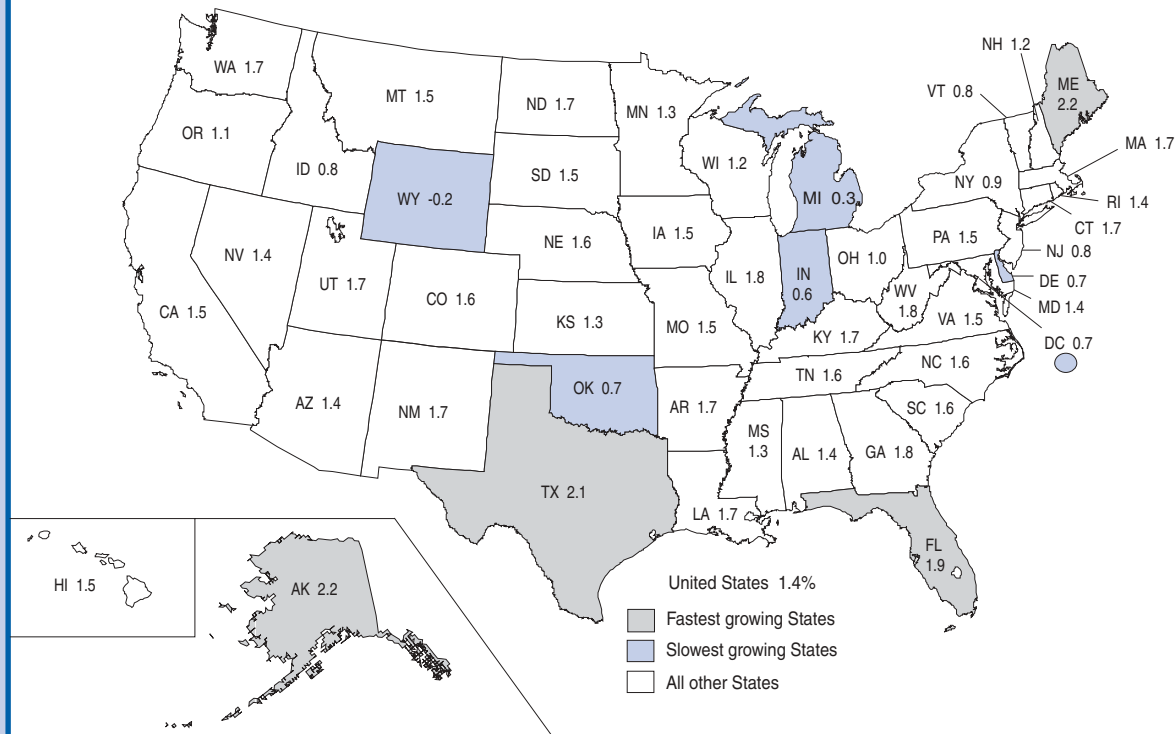 NH 1.2
WA 1.7
VT 0.8
ME
2.2
MT 1.5
ND 1.7
MN 1.3
OR 1.1
MA 1.7
WI 1.2
ID 0.8
SD 1.5
NY 0.9
WY -0.2
MI 0.3
RI 1.4
CT 1.7
NE 1.6
IA 1.5
PA 1.5
NJ 0.8
NV 1.4
OH 1.0
IL 1.8
IN
0.6
DE 0.7
UT 1.7
CO 1.6
WV
1.8
MD 1.4
CA 1.5
KS 1.3
MO 1.5
VA 1.5
KY 1.7
DC 0.7
NC 1.6
TN 1.6
OK 0.7
AZ 1.4
NM 1.7
AR 1.7
SC 1.6
MS
1.3
AL 1.4
GA 1.8
TX 2.1
LA 1.7
FL
1.9
HI 1.5
AK 2.2
United States 1.4%
Fastest growing States
Slowest growing States
All other States